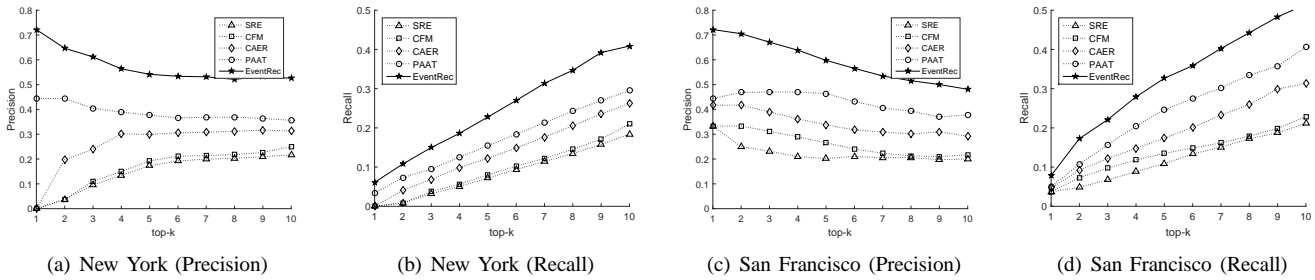 0.8
0.7
0.6
0.5
0.4
0.3
0.2
0.1
0
Precision
SRE
CFM
CAER
PAAT
EventRec
1 2 3 4 5 6 7 8 9 10
top-k
(a) New York (Precision)
0.5
0.4
0.3
0.2
0.1
0
Recall
SRE
CFM
CAER
PAAT
EventRec
1 2 3 4 5 6 7 8 9 10
top-k
(b) New York (Recall)
0.8
0.7
0.6
0.5
0.4
0.3
0.2
0.1
0
Precision
SRE
CFM
CAER
PAAT
EventRec
1 2 3 4 5 6 7 8 9 10
top-k
(c) San Francisco (Precision)
0.5
0.4
0.3
0.2
0.1
0
Recall
SRE
CFM
CAER
PAAT
EventRec
1 2 3 4 5 6 7 8 9 10
top-k
(d) San Francisco (Recall)